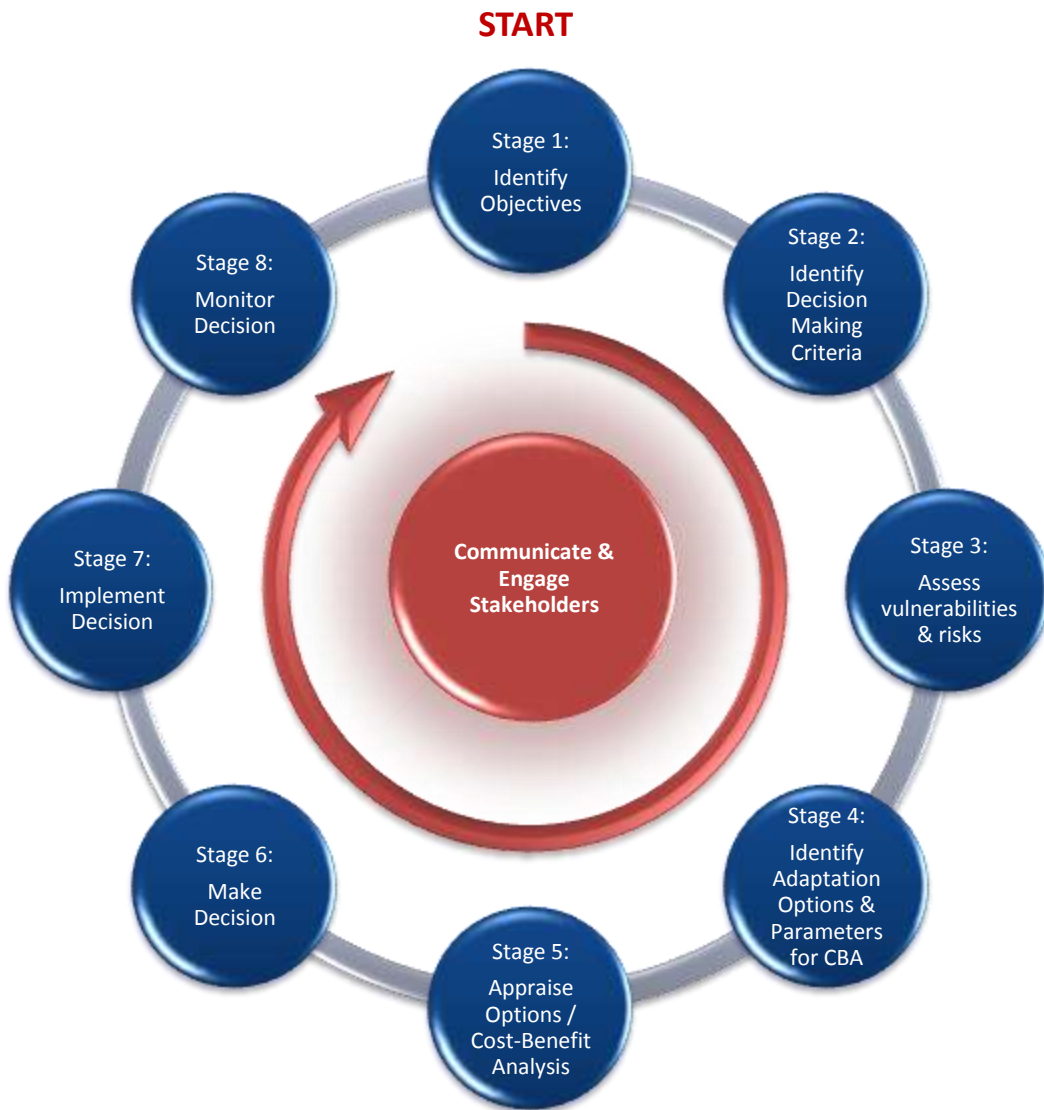 START
Stage 1:
Identify
Objectives
Stage 2:
Identify
Decision
Making
Criteria
Stage 3:
Assess
vulnerabilities
& risks
Stage 4:
Identify
Adaptation
Options &
Parameters
for CBA
Stage 5:
Appraise
Options /
Cost-Benefit
Analysis
Stage 6:
Make
Decision
Stage 7:
Implement
Decision
Stage 8:
Monitor
Decision
Communicate &
Engage
Stakeholders